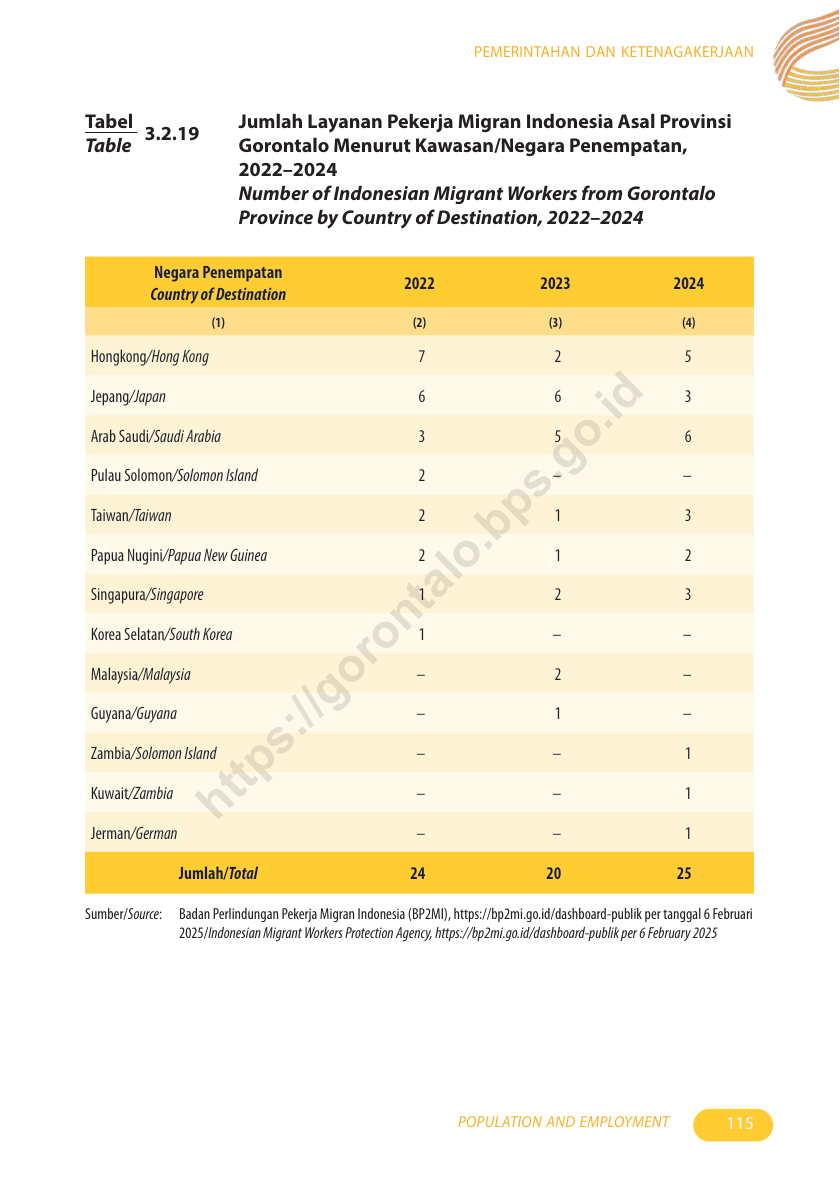 PEMERINTAHAN DAN KETENAGAKERJAAN
Tabel
Table
3.2.19
Jumlah Layanan Pekerja Migran Indonesia Asal Provinsi
Gorontalo Menurut Kawasan/Negara Penempatan,
2022–2024
Number of Indonesian Migrant Workers from Gorontalo
Province by Country of Destination, 2022–2024
Negara Penempatan
Country of Destination
2022 2023 2024
(1) (2) (3) (4)
Hongkong/Hong Kong 7 2 5
Jepang/Japan 6 6 3
Arab Saudi/Saudi Arabia 3 5 6
Pulau Solomon/Solomon Island 2 – –
Taiwan/Taiwan 2 1 3
Papua Nugini/Papua New Guinea 2 1 2
Singapura/Singapore 1 2 3
Korea Selatan/South Korea 1 – –
Malaysia/Malaysia – 2 –
Guyana/Guyana – 1 –
Zambia/Solomon Island – – 1
Kuwait/Zambia – – 1
Jerman/German – – 1
Jumlah/Total 24 20 25
Sumber/Source: Badan Perlindungan Pekerja Migran Indonesia (BP2MI), https://bp2mi.go.id/dashboard-publik per tanggal 6 Februari
2025/Indonesian Migrant Workers Protection Agency, https://bp2mi.go.id/dashboard-publik per 6 February 2025
https://gorontalo.bps.go.id
POPULATION AND EMPLOYMENT 115